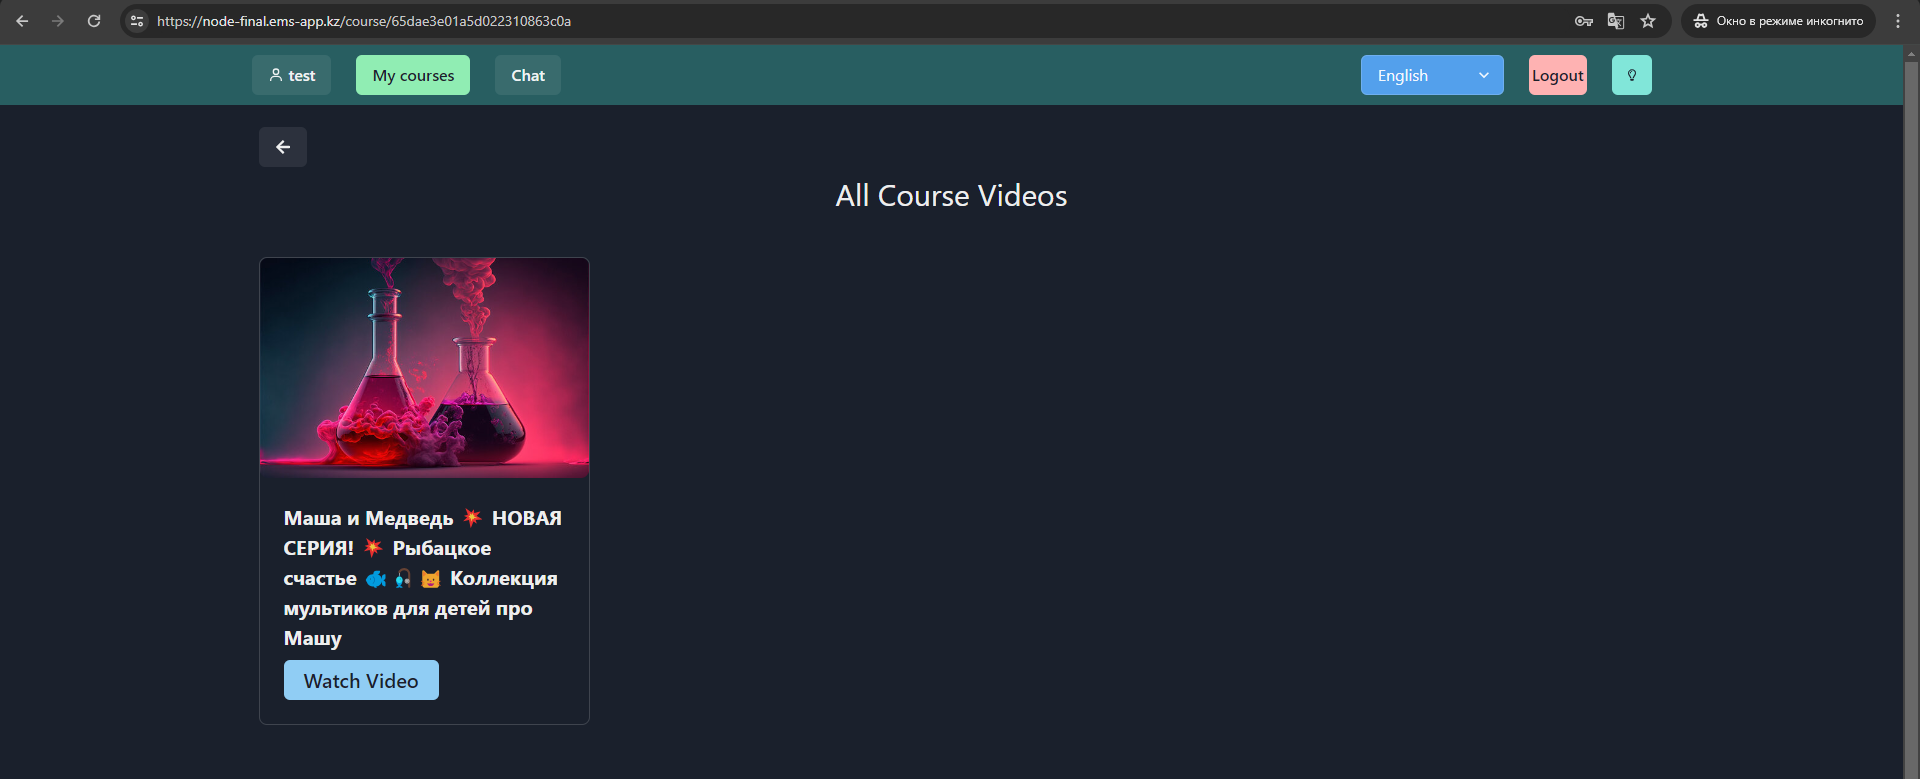 https://node-final.ems-app.kz/course/65dae3e01a5d022310863c0a
Окно в режиме инкогнито
test
My courses
Chat
English
Logout
All Course Videos
Маша и Медведь 💥 НОВАЯ
СЕРИЯ! 💥 Рыбацкое
счастье 🐟 🎣 😺 Коллекция
мультиков для детей про
Машу
Watch Video